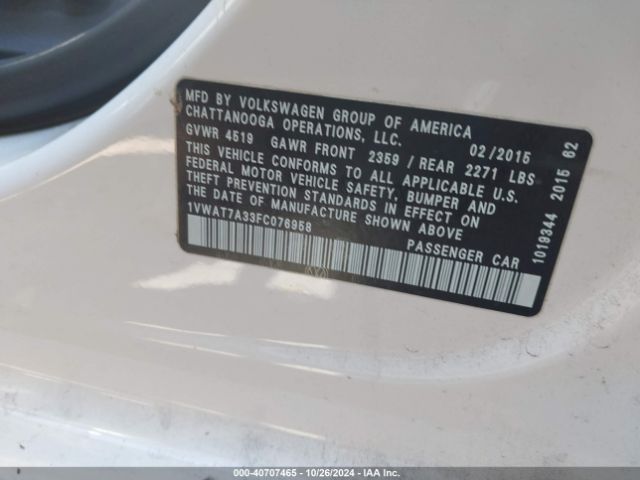 MFD BY VOLKSWAGEN GROUP OF AMERICA
CHATTANOOGA OPERATIONS, LLC.
02/2015
GVWR 4519 GAWR FRONT 2359 / REAR 2271 LBS
THIS VEHICLE CONFORMS TO ALL APPLICABLE U.S.
FEDERAL MOTOR VEHICLE SAFETY, BUMPER AND
THEFT PREVENTION STANDARDS IN EFFECT ON
THE DATE OF MANUFACTURE SHOWN ABOVE
1VWAT7A33FC076958
PASSENGER CAR
1019344 2015 62
000-40707465 - 10/26/2024 - IAA Inc.